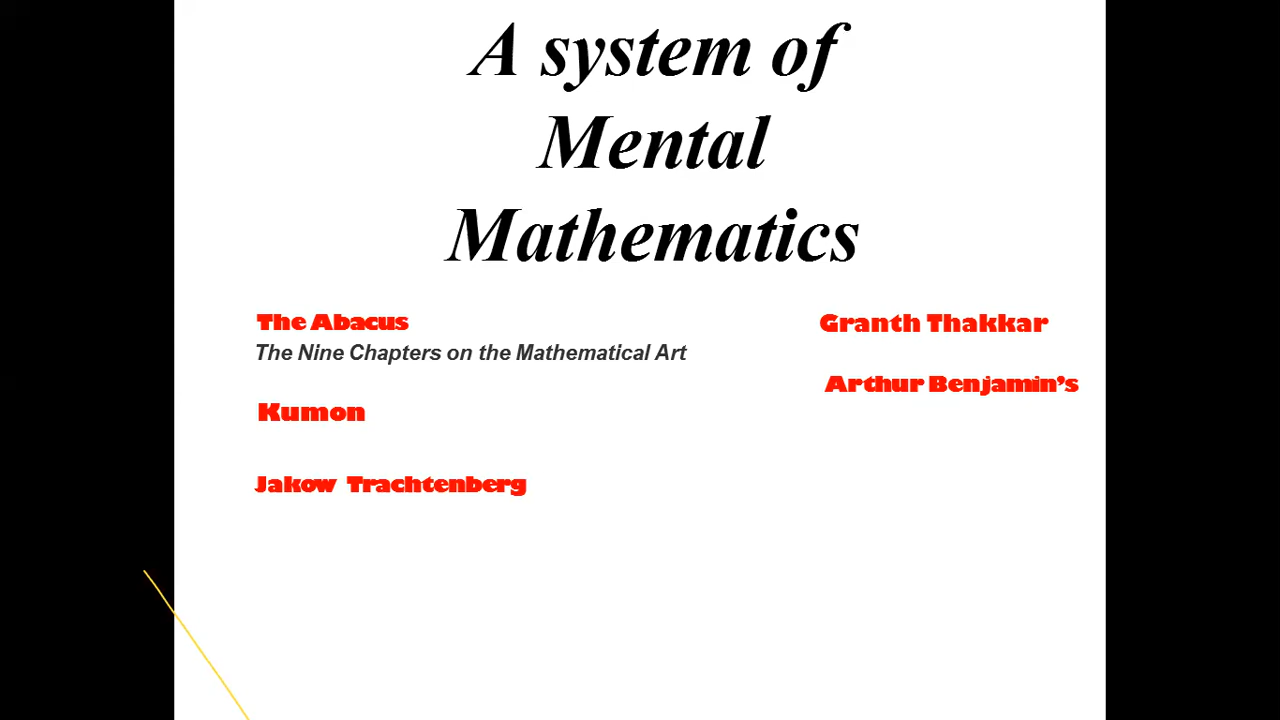 A system of
Mental
Mathematics
The Abacus
The Nine Chapters on the Mathematical Art
Kumon
Jakow Trachtenberg
Granth Thakkar
Arthur Benjamin’s